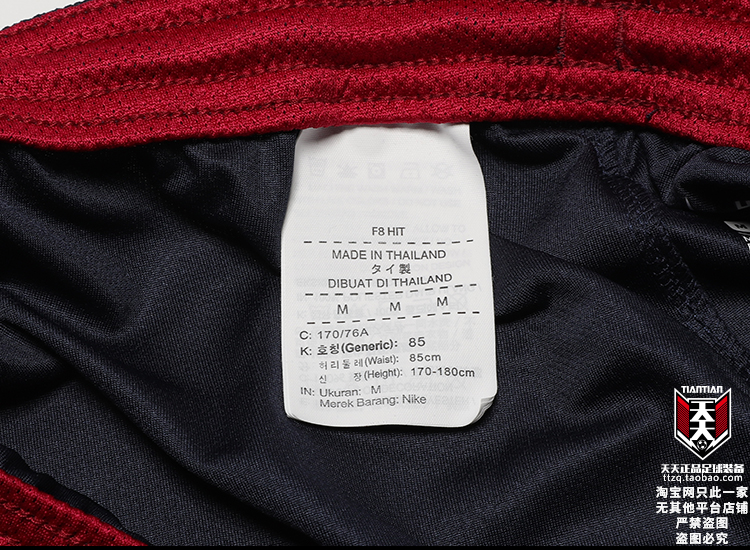 F8 HIT
MADE IN THAILAND
タイ製
DIBUAT DI THAILAND
M M M
C: 170/76A
K: 호칭(Generic): 85
허리둘레(Waist): 85cm
신 장(Height): 170-180cm
IN: Ukuran: M
Merek Barang: Nike
TIANTIAN
天天
天天正品足球装备
ttzq.taobao.com
淘宝网只此一家
无其他平台店铺
严禁盗图
盗图必究